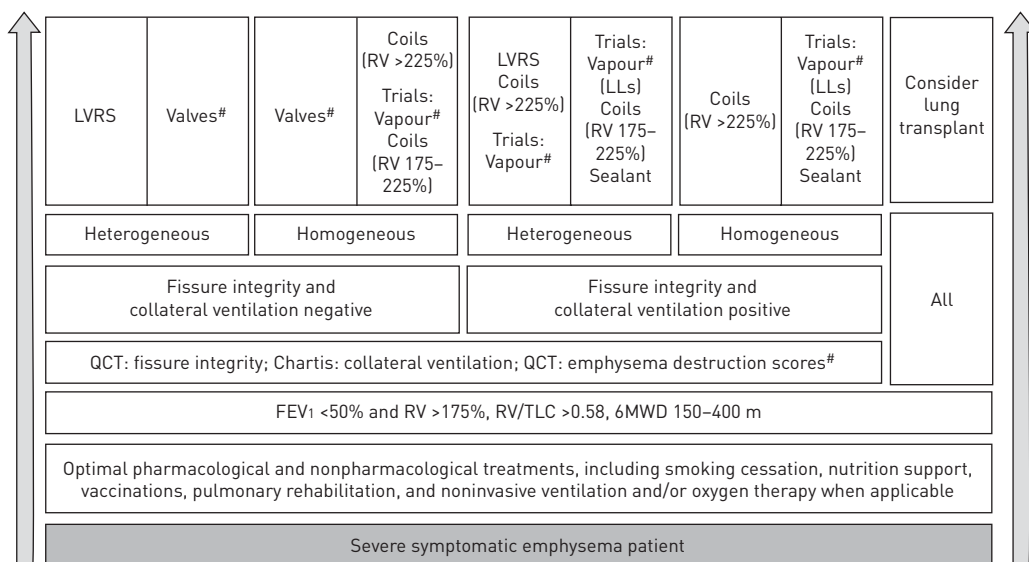 LVRS
Valves#
Valves#
Coils
(RV >225%)
Trials:
Vapour#
Coils
(RV 175–
225%)
LVRS
Coils
(RV >225%)
Trials:
Vapour#
Trials:
Vapour#
(LLs)
Coils
(RV 175–
225%)
Sealant
Coils
(RV >225%)
Trials:
Vapour#
(LLs)
Coils
(RV 175–
225%)
Sealant
Consider
lung
transplant
Heterogeneous
Homogeneous
Heterogeneous
Homogeneous
Fissure integrity and
collateral ventilation negative
Fissure integrity and
collateral ventilation positive
All
QCT: fissure integrity; Chartis: collateral ventilation; QCT: emphysema destruction scores#
FEV1 <50% and RV >175%, RV/TLC >0.58, 6MWD 150–400 m
Optimal pharmacological and nonpharmacological treatments, including smoking cessation, nutrition support,
vaccinations, pulmonary rehabilitation, and noninvasive ventilation and/or oxygen therapy when applicable
Severe symptomatic emphysema patient